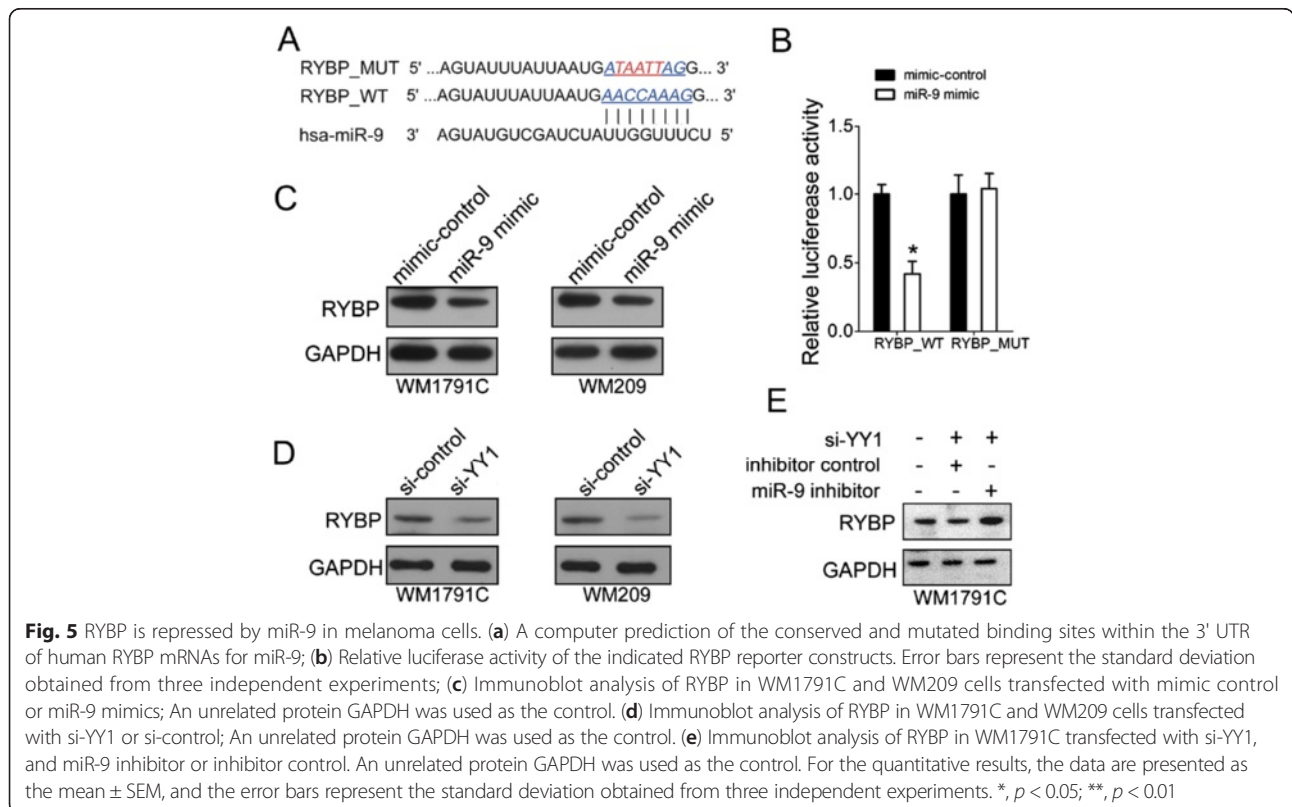 A
RYBP_MUT 5' ...AGUAUUUAUUAAUGATAATTAGG... 3'
RYBP_WT 5' ...AGUAUUUAUUAAUGAACCAAAGG... 3'
hsa-miR-9 3' AGUAUGUCGAUCUAUUGGUUUCU 5'
B
mimic-control
miR-9 mimic
Relative luciferease activity
1.5
1.0
0.5
0.0
*
RYBP_WT RYBP_MUT
C
mimic-control miR-9 mimic mimic-control miR-9 mimic
RYBP
GAPDH
WM1791C WM209
D
si-control si-YY1 si-control si-YY1
RYBP
GAPDH
WM1791C WM209
E
si-YY1 - + +
inhibitor control - + -
miR-9 inhibitor - - +
RYBP
GAPDH
WM1791C
Fig. 5 RYBP is repressed by miR-9 in melanoma cells. (a) A computer prediction of the conserved and mutated binding sites within the 3' UTR
of human RYBP mRNAs for miR-9; (b) Relative luciferase activity of the indicated RYBP reporter constructs. Error bars represent the standard deviation
obtained from three independent experiments; (c) Immunoblot analysis of RYBP in WM1791C and WM209 cells transfected with mimic control
or miR-9 mimics; An unrelated protein GAPDH was used as the control. (d) Immunoblot analysis of RYBP in WM1791C and WM209 cells transfected
with si-YY1 or si-control; An unrelated protein GAPDH was used as the control. (e) Immunoblot analysis of RYBP in WM1791C transfected with si-YY1,
and miR-9 inhibitor or inhibitor control. An unrelated protein GAPDH was used as the control. For the quantitative results, the data are presented as
the mean ± SEM, and the error bars represent the standard deviation obtained from three independent experiments. *, p < 0.05; **, p < 0.01